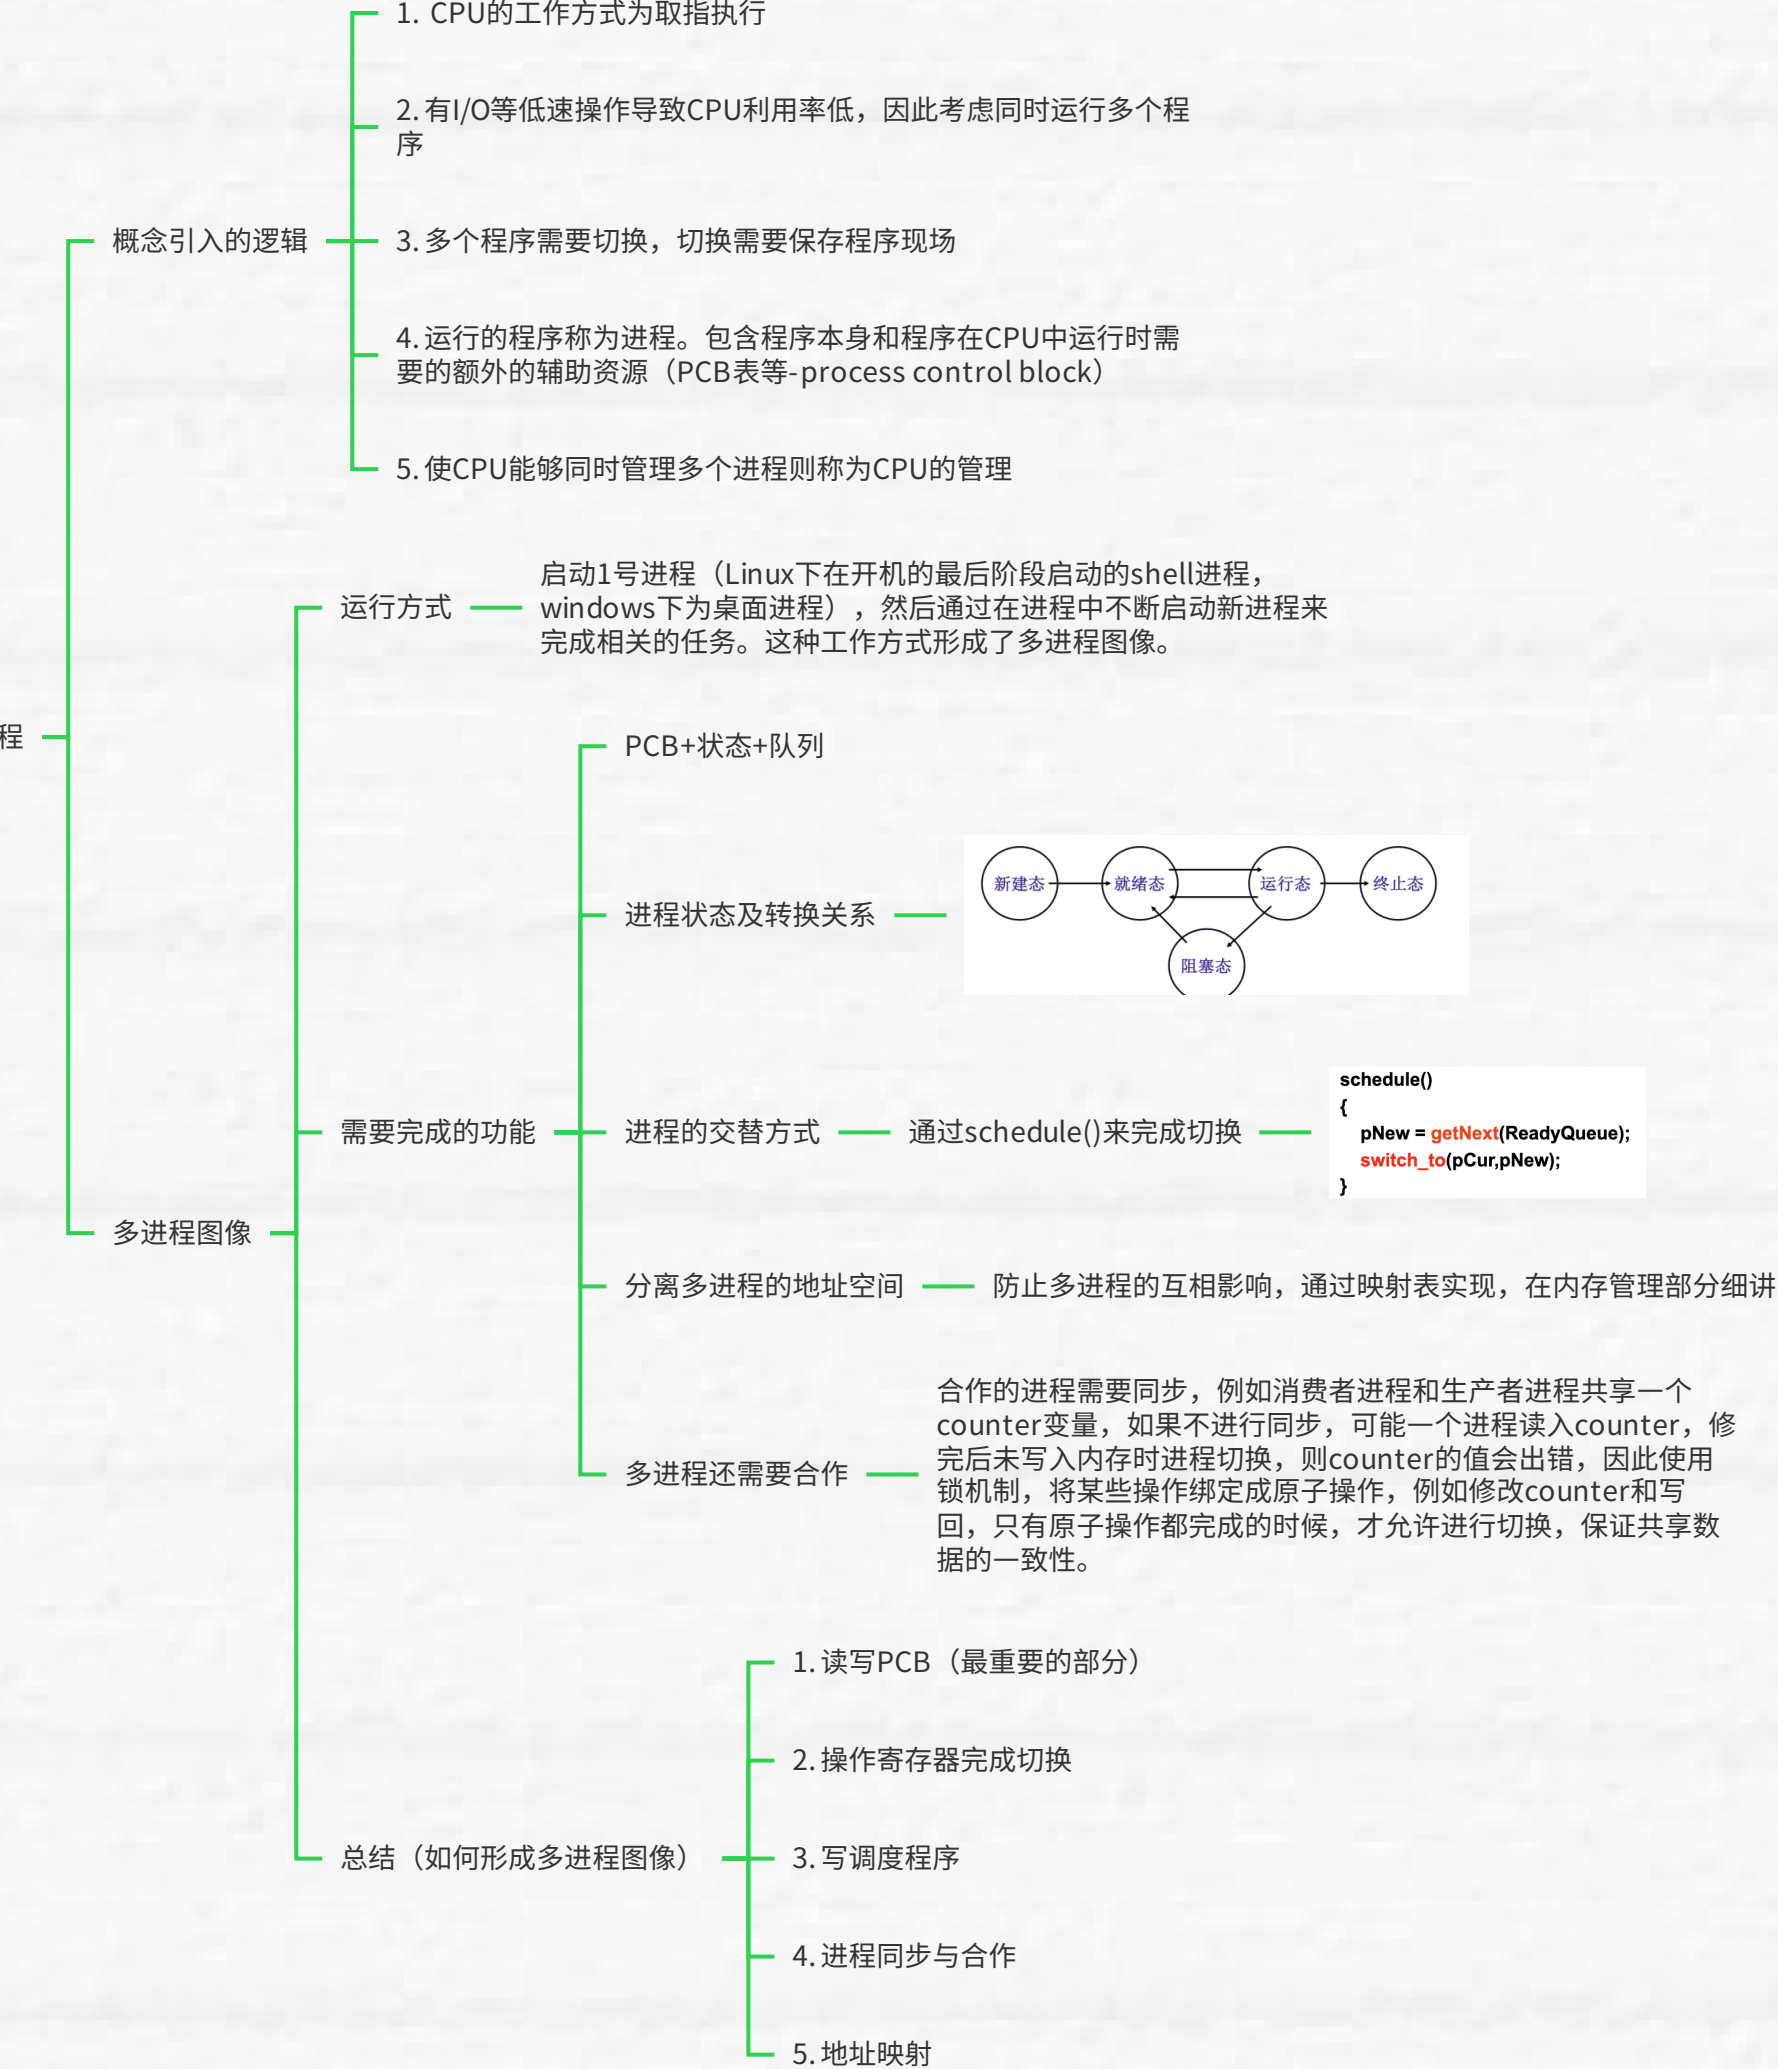 1. CPU的工作方式为取指执行
2. 有I/O等低速操作导致CPU利用率低，因此考虑同时运行多个程
序
概念引入的逻辑
3. 多个程序需要切换，切换需要保存程序现场
4. 运行的程序称为进程。包含程序本身和程序在CPU中运行时需
要的额外的辅助资源（PCB表等-process control block）
5. 使CPU能够同时管理多个进程则称为CPU的管理
运行方式
启动1号进程（Linux下在开机的最后阶段启动的shell进程，
windows下为桌面进程），然后通过在进程中不断启动新进程来
完成相关的任务。这种工作方式形成了多进程图像。
程
PCB+状态+队列
进程状态及转换关系
新建态
就绪态
运行态
终止态
阻塞态
需要完成的功能
进程的交替方式
通过schedule()来完成切换
schedule()
{
pNew = getNext(ReadyQueue);
switch_to(pCur,pNew);
}
多进程图像
分离多进程的地址空间
防止多进程的互相影响，通过映射表实现，在内存管理部分细讲
多进程还需要合作
合作的进程需要同步，例如消费者进程和生产者进程共享一个
counter变量，如果不进行同步，可能一个进程读入counter，修
完后未写入内存时进程切换，则counter的值会出错，因此使用
锁机制，将某些操作绑定成原子操作，例如修改counter和写
回，只有原子操作都完成的时候，才允许进行切换，保证共享数
据的一致性。
总结（如何形成多进程图像）
1. 读写PCB（最重要的部分）
2. 操作寄存器完成切换
3. 写调度程序
4. 进程同步与合作
5. 地址映射